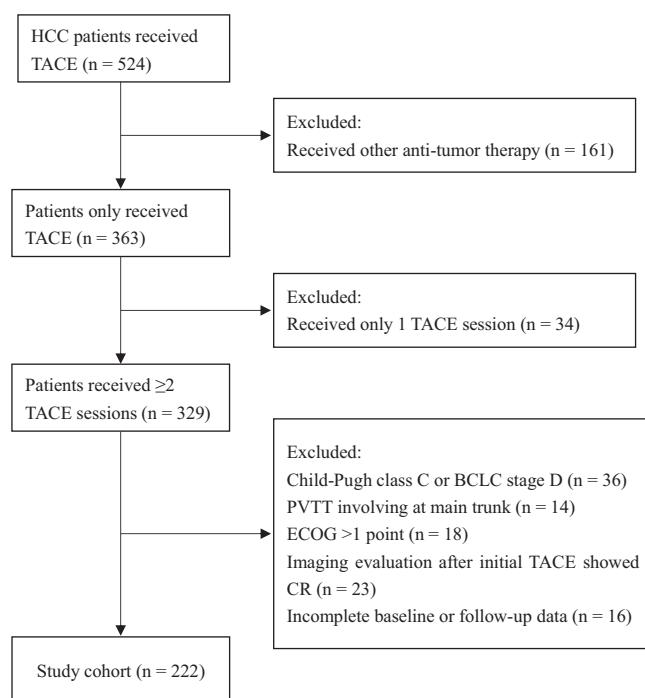 HCC patients received
TACE (n = 524)
Excluded:
Received other anti-tumor therapy (n = 161)
Patients only received
TACE (n = 363)
Excluded:
Received only 1 TACE session (n = 34)
Patients received ≥2
TACE sessions (n = 329)
Excluded:
Child-Pugh class C or BCLC stage D (n = 36)
PVTT involving at main trunk (n = 14)
ECOG >1 point (n = 18)
Imaging evaluation after initial TACE showed
CR (n = 23)
Incomplete baseline or follow-up data (n = 16)
Study cohort (n = 222)